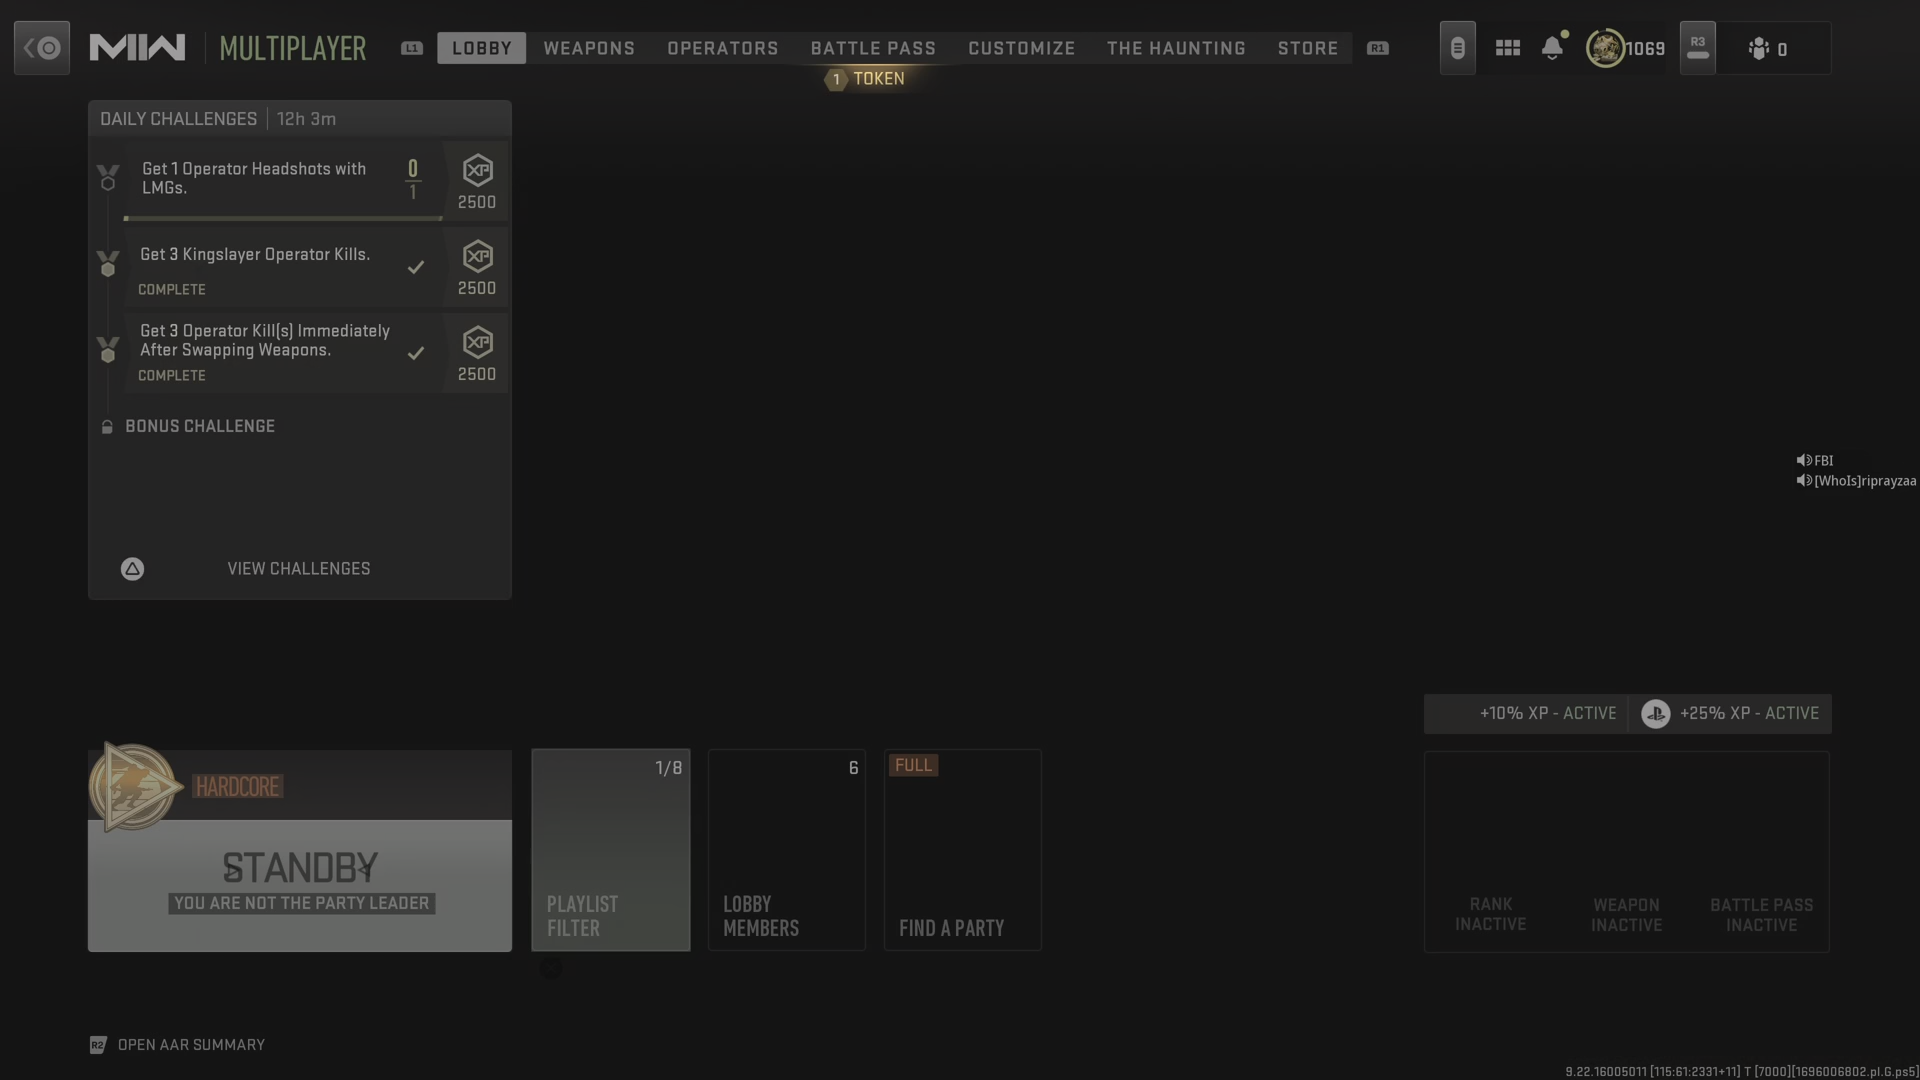 MW
MULTIPLAYER
L1
LOBBY
WEAPONS
OPERATORS
BATTLE PASS
CUSTOMIZE
THE HAUNTING
STORE
R1
1069
R3
0
1 TOKEN
DAILY CHALLENGES
12h 3m
Get 1 Operator Headshots with
LMGs.
0
1
XP
2500
Get 3 Kingslayer Operator Kills.
COMPLETE
XP
2500
Get 3 Operator Kill(s) Immediately
After Swapping Weapons.
COMPLETE
XP
2500
BONUS CHALLENGE
VIEW CHALLENGES
FBI
[WhoIs]riprayzaa
+10% XP - ACTIVE
+25% XP - ACTIVE
HARDCORE
STANDBY
YOU ARE NOT THE PARTY LEADER
1/8
PLAYLIST
FILTER
6
LOBBY
MEMBERS
FULL
FIND A PARTY
RANK
INACTIVE
WEAPON
INACTIVE
BATTLE PASS
INACTIVE
R2
OPEN AAR SUMMARY
9.22.16005011 [115:61:2331+11] T [7000][1696006802.pl.G.ps5]